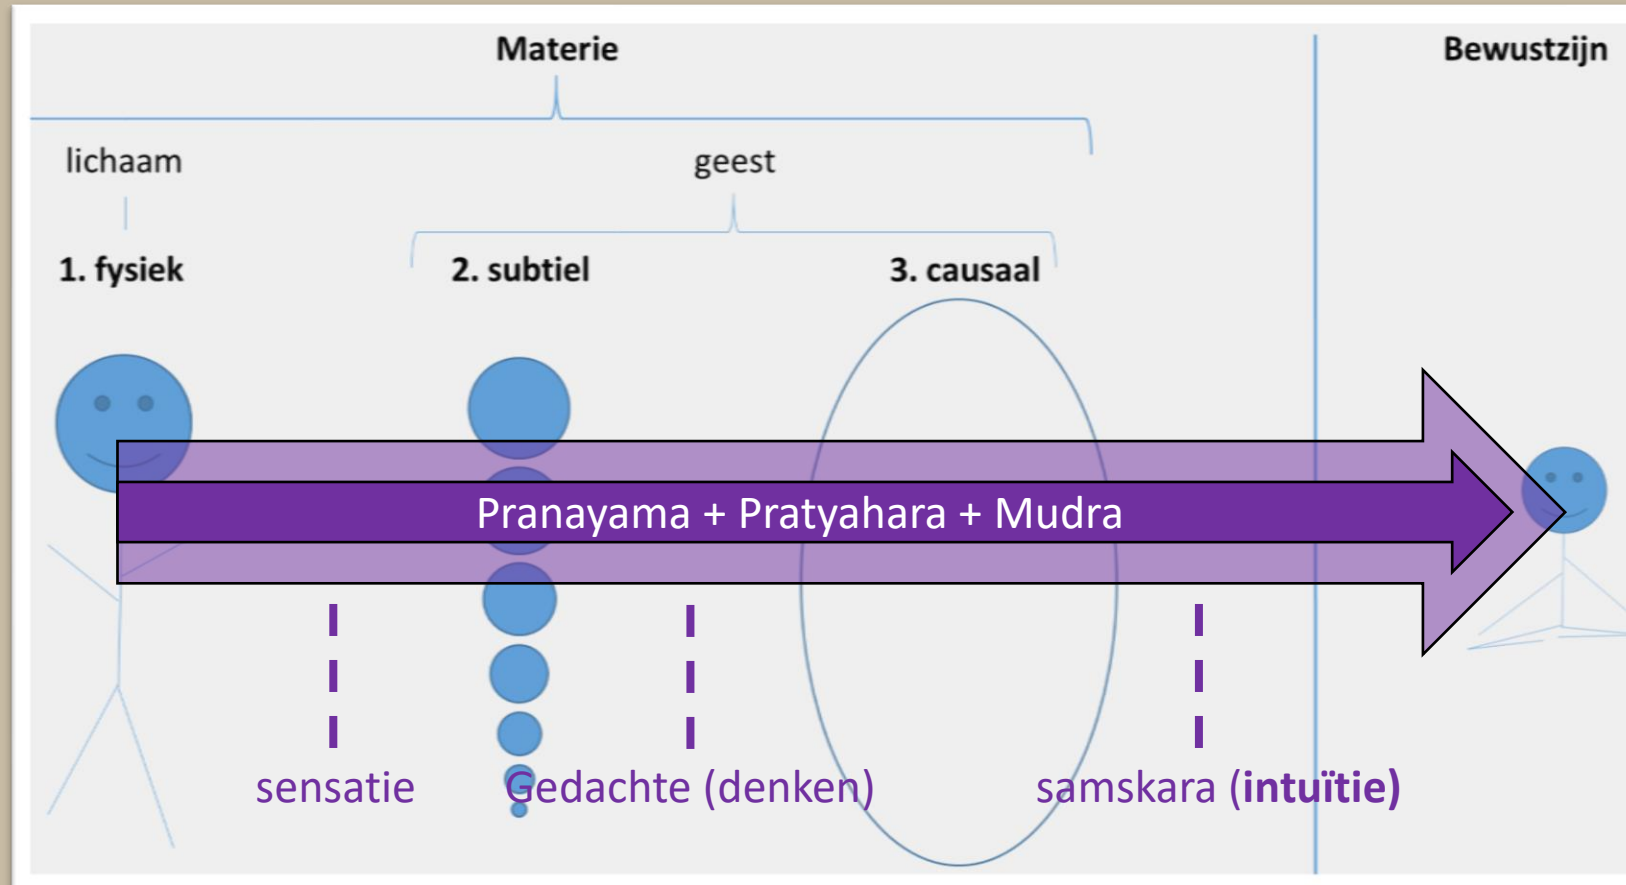 Materie
Bewustzijn
lichaam
geest
1. fysiek
2. subtiel
3. causaal
Pranayama + Pratyahara + Mudra
sensatie
Gedachte (denken)
samskara (intuïtie)